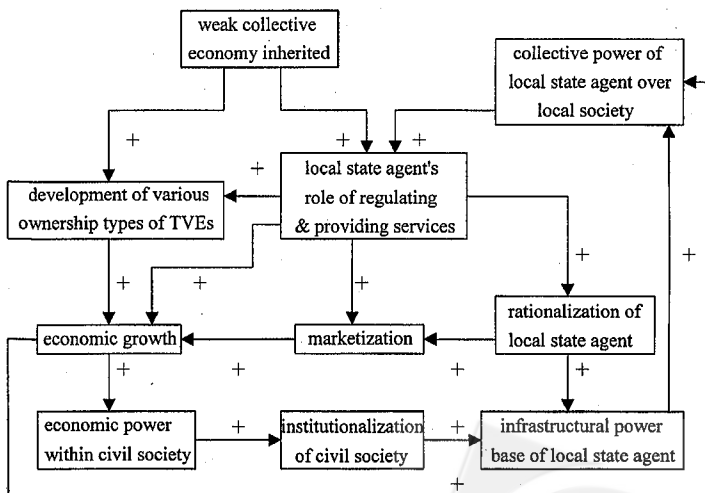 weak collective
economy inherited
collective power of
local state agent over
local society
+
+
+
+
local state agent's
role of regulating
& providing services
development of various
ownership types of TVEs
+
+
+
+
+
rationalization of
local state agent
economic growth
marketization
+
+
+
+
economic power
within civil society
+
institutionalization
of civil society
+
infrastructural power
base of local state agent
+